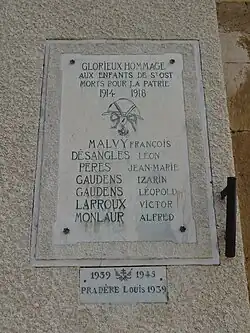 GLORIEUX HOMMAGE
AUX ENFANTS DE ST OST
MORTS POUR LA PATRIE
1914 1918
MALVY FRANÇOIS
DÉSANGLES LÉON
PÈRES JEAN-MARIE
GAUDENS IZARIN
GAUDENS LÉOPOLD
LARROUX VICTOR
MONLAUR ALFRED
1939 1945
PRADÈRE LOUIS 1939